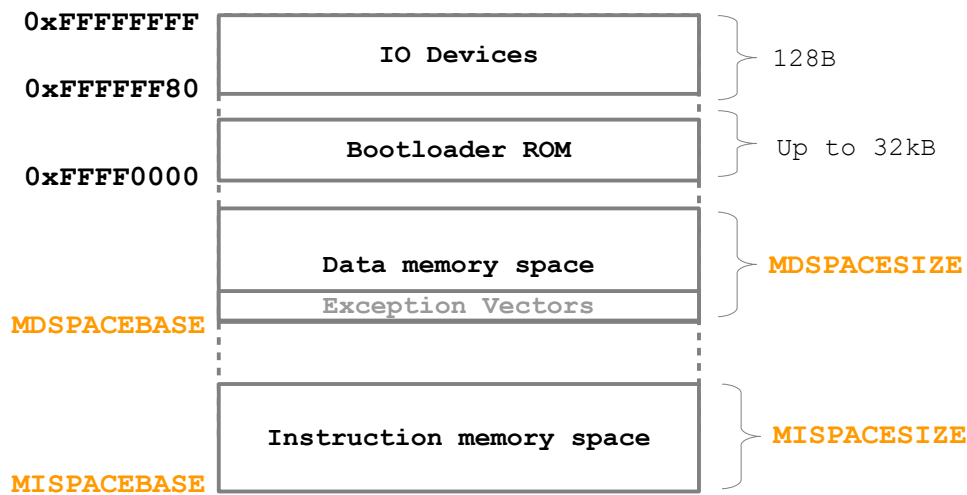 0xFFFFFFFFF
IO Devices
128B
0xFFFFFF80
Bootloader ROM
Up to 32kB
0xFFFF0000
Data memory space
MDSPACESIZE
Exception Vectors
MDSPACEBASE
Instruction memory space
MISPACESIZE
MISPACEBASE